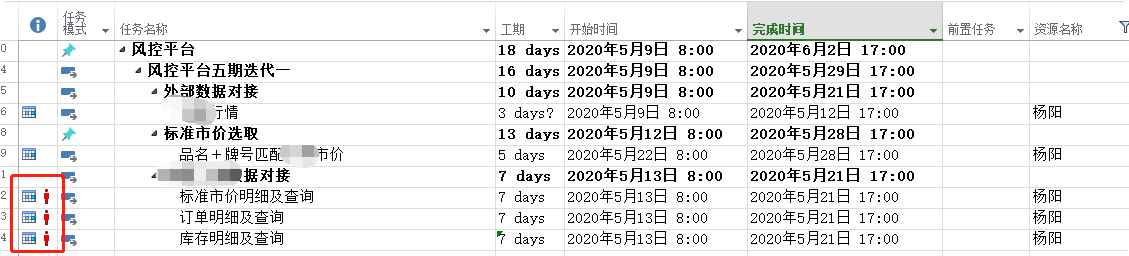 任务模式 任务名称 工期 开始时间 完成时间 前置任务 资源名称
0 风控平台 18 days 2020年5月9日 8:00 2020年6月2日 17:00
4 风控平台五期迭代一 16 days 2020年5月9日 8:00 2020年5月29日 17:00
5 外部数据对接 10 days 2020年5月9日 8:00 2020年5月21日 17:00
6 行情 3 days? 2020年5月9日 8:00 2020年5月12日 17:00 杨阳
8 标准市价选取 13 days 2020年5月12日 8:00 2020年5月28日 17:00
9 品名+牌号匹配 市价 5 days 2020年5月22日 8:00 2020年5月28日 17:00 杨阳
1 据对接 7 days 2020年5月13日 8:00 2020年5月21日 17:00
2 标准市价明细及查询 7 days 2020年5月13日 8:00 2020年5月21日 17:00 杨阳
3 订单明细及查询 7 days 2020年5月13日 8:00 2020年5月21日 17:00 杨阳
4 库存明细及查询 7 days 2020年5月13日 8:00 2020年5月21日 17:00 杨阳